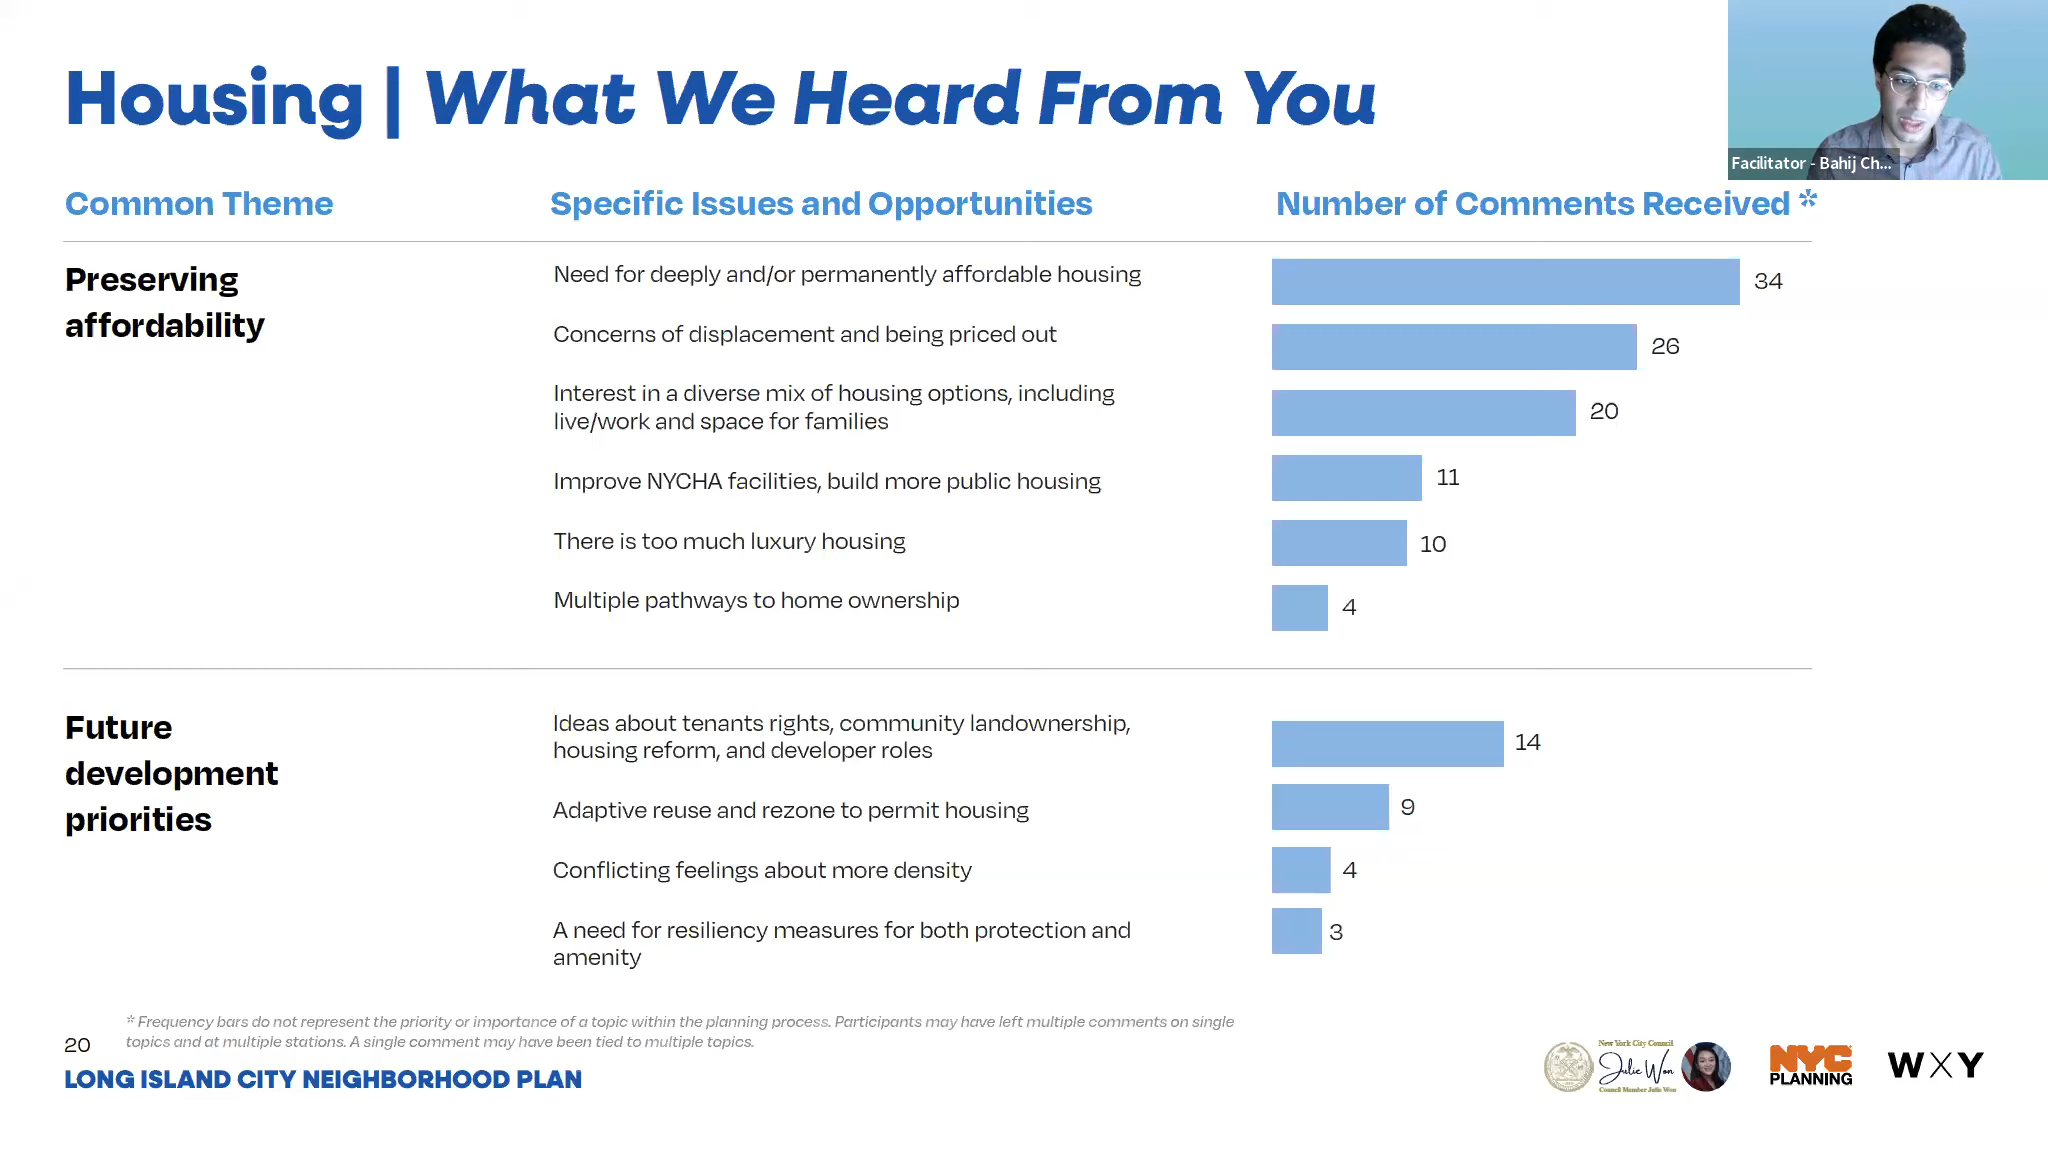 Housing | What We Heard From You
Facilitator - Bahij Ch...
Common Theme
Specific Issues and Opportunities
Number of Comments Received *
Preserving
affordability
Need for deeply and/or permanently affordable housing
34
Concerns of displacement and being priced out
26
Interest in a diverse mix of housing options, including
live/work and space for families
20
Improve NYCHA facilities, build more public housing
11
There is too much luxury housing
10
Multiple pathways to home ownership
4
Future
development
priorities
Ideas about tenants rights, community landownership,
housing reform, and developer roles
14
Adaptive reuse and rezone to permit housing
9
Conflicting feelings about more density
4
A need for resiliency measures for both protection and
amenity
3
* Frequency bars do not represent the priority or importance of a topic within the planning process. Participants may have left multiple comments on single
topics and at multiple stations. A single comment may have been tied to multiple topics.
20
LONG ISLAND CITY NEIGHBORHOOD PLAN
New York City Council
Julie Won
Council Member Julie Won
NYC
PLANNING
WXY